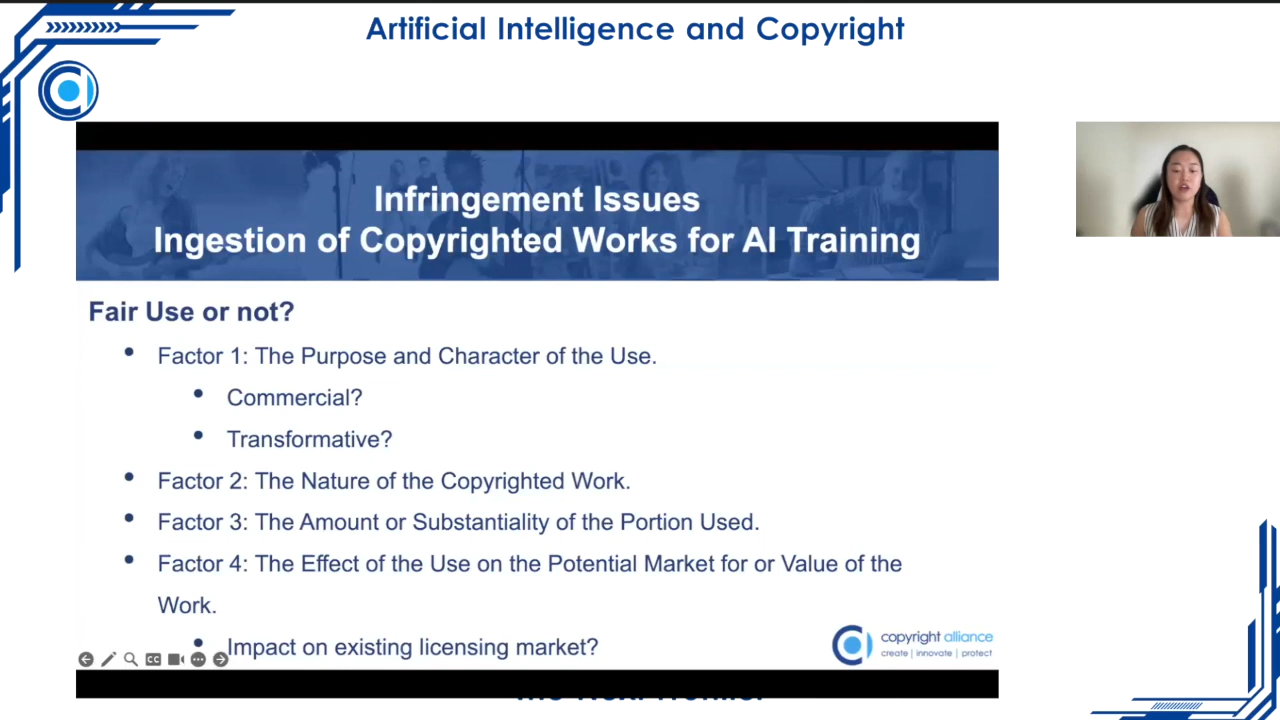 Artificial Intelligence and Copyright
Infringement Issues
Ingestion of Copyrighted Works for AI Training
Fair Use or not?
• Factor 1: The Purpose and Character of the Use.
• Commercial?
• Transformative?
• Factor 2: The Nature of the Copyrighted Work.
• Factor 3: The Amount or Substantiality of the Portion Used.
• Factor 4: The Effect of the Use on the Potential Market for or Value of the
Work.
• Impact on existing licensing market?
CC
copyright alliance
create | innovate | protect